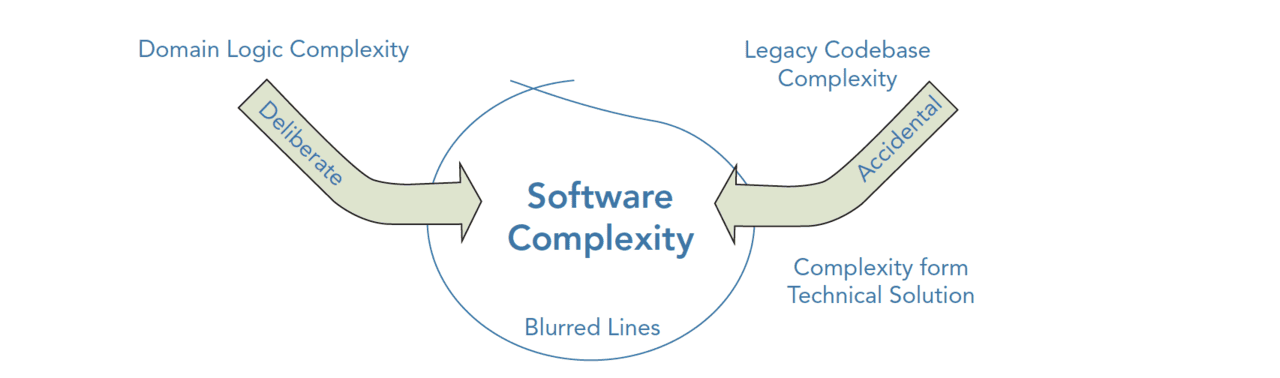 Domain Logic Complexity
Legacy Codebase
Complexity
Deliberate
Accidental
Software
Complexity
Complexity form
Technical Solution
Blurred Lines